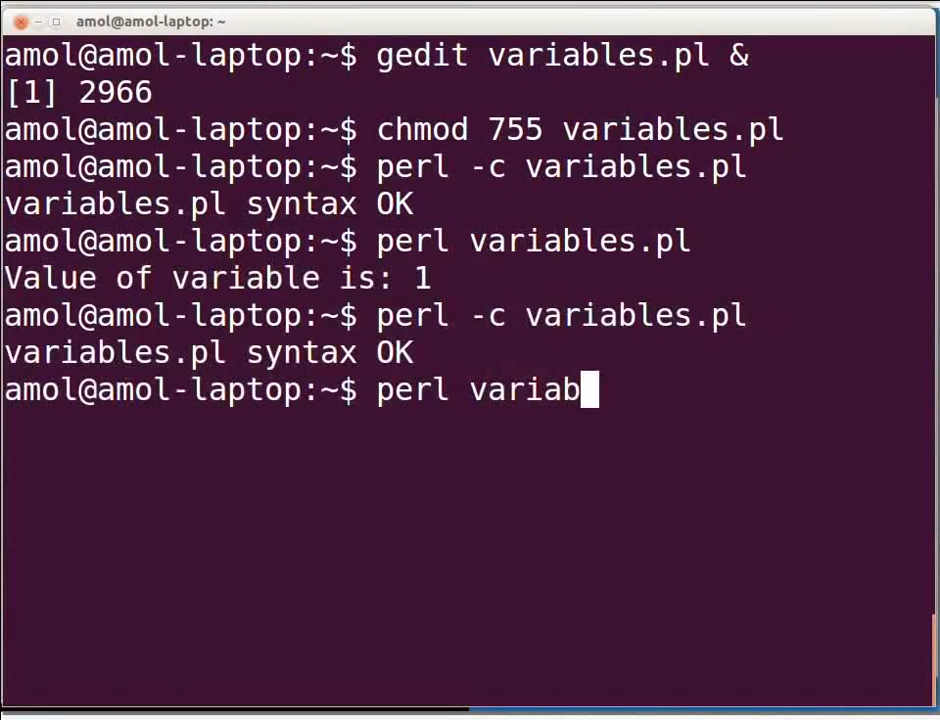 amol@amol-laptop: ~
amol@amol-laptop:~$ gedit variables.pl &
[1] 2966
amol@amol-laptop:~$ chmod 755 variables.pl
amol@amol-laptop:~$ perl -c variables.pl
variables.pl syntax OK
amol@amol-laptop:~$ perl variables.pl
Value of variable is: 1
amol@amol-laptop:~$ perl -c variables.pl
variables.pl syntax OK
amol@amol-laptop:~$ perl variab